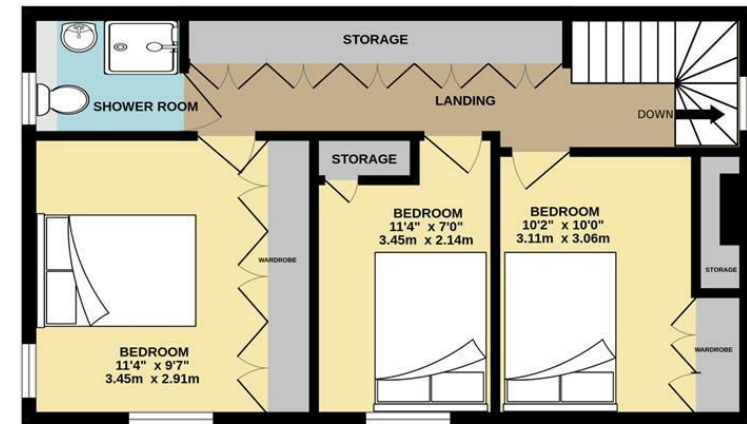 STORAGE
SHOWER ROOM
LANDING
DOWN
STORAGE
BEDROOM
11'4" x 7'0"
3.45m x 2.14m
BEDROOM
10'2" x 10'0"
3.11m x 3.06m
WARDROBE
STORAGE
BEDROOM
11'4" x 9'7"
3.45m x 2.91m
WARDROBE